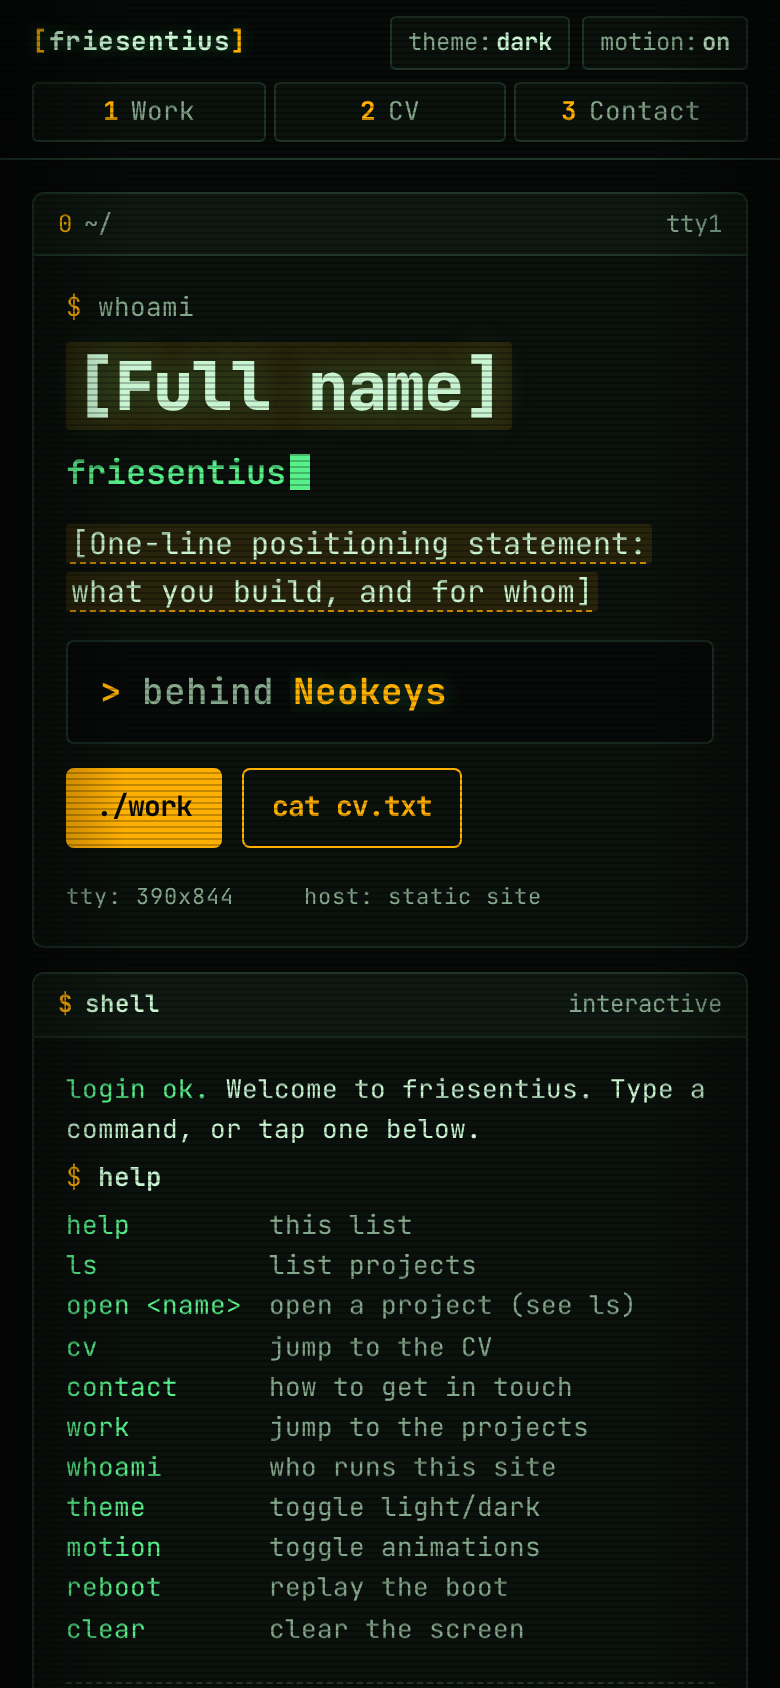 [friesentius]
theme: dark
motion: on
1 Work
2 CV
3 Contact
0 ~/
tty1
$ whoami
[Full name]
friesentius
[One-line positioning statement:
what you build, and for whom]
> behind Neokeys
./work
cat cv.txt
tty: 390x844
host: static site
$ shell
interactive
login ok. Welcome to friesentius. Type a
command, or tap one below.
$ help
help this list
ls list projects
open <name> open a project (see ls)
cv jump to the CV
contact how to get in touch
work jump to the projects
whoami who runs this site
theme toggle light/dark
motion toggle animations
reboot replay the boot
clear clear the screen